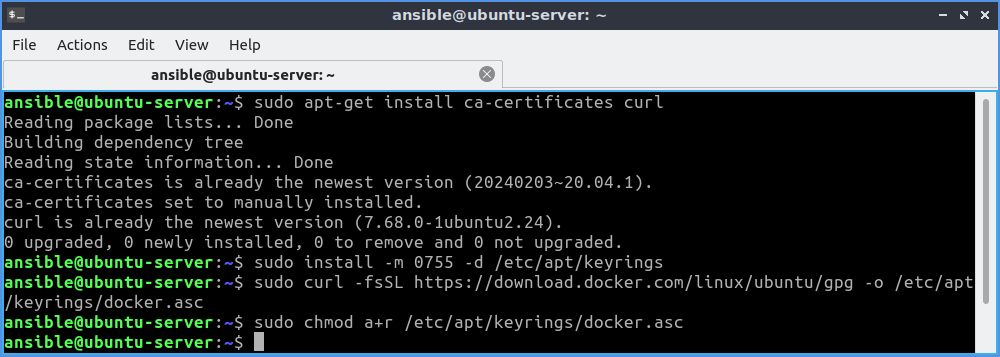 ansible@ubuntu-server: ~
File Actions Edit View Help
ansible@ubuntu-server: ~
ansible@ubuntu-server:~$ sudo apt-get install ca-certificates curl
Reading package lists... Done
Building dependency tree
Reading state information... Done
ca-certificates is already the newest version (20240203~20.04.1).
ca-certificates set to manually installed.
curl is already the newest version (7.68.0-1ubuntu2.24).
0 upgraded, 0 newly installed, 0 to remove and 0 not upgraded.
ansible@ubuntu-server:~$ sudo install -m 0755 -d /etc/apt/keyrings
ansible@ubuntu-server:~$ sudo curl -fsSL https://download.docker.com/linux/ubuntu/gpg -o /etc/apt
/keyrings/docker.asc
ansible@ubuntu-server:~$ sudo chmod a+r /etc/apt/keyrings/docker.asc
ansible@ubuntu-server:~$